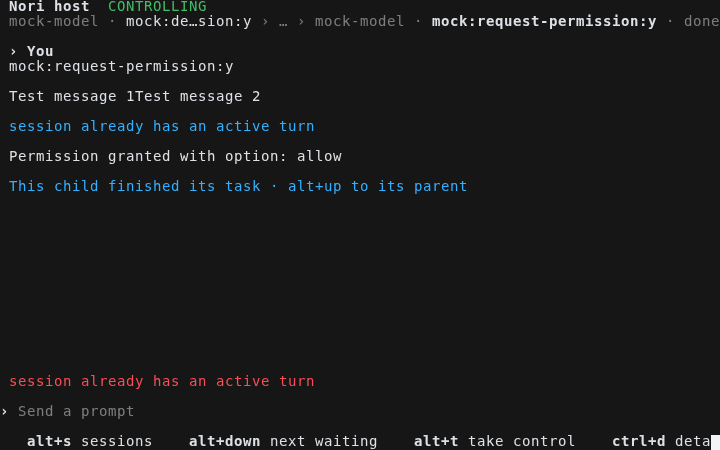 Nori host  CONTROLLING
mock-model · mock:de…sion:y › … › mock-model · mock:request-permission:y · done
› You
mock:request-permission:y
Test message 1Test message 2
session already has an active turn
Permission granted with option: allow
This child finished its task · alt+up to its parent
session already has an active turn
› Send a prompt
alt+s sessions    alt+down next waiting    alt+t take control    ctrl+d deta